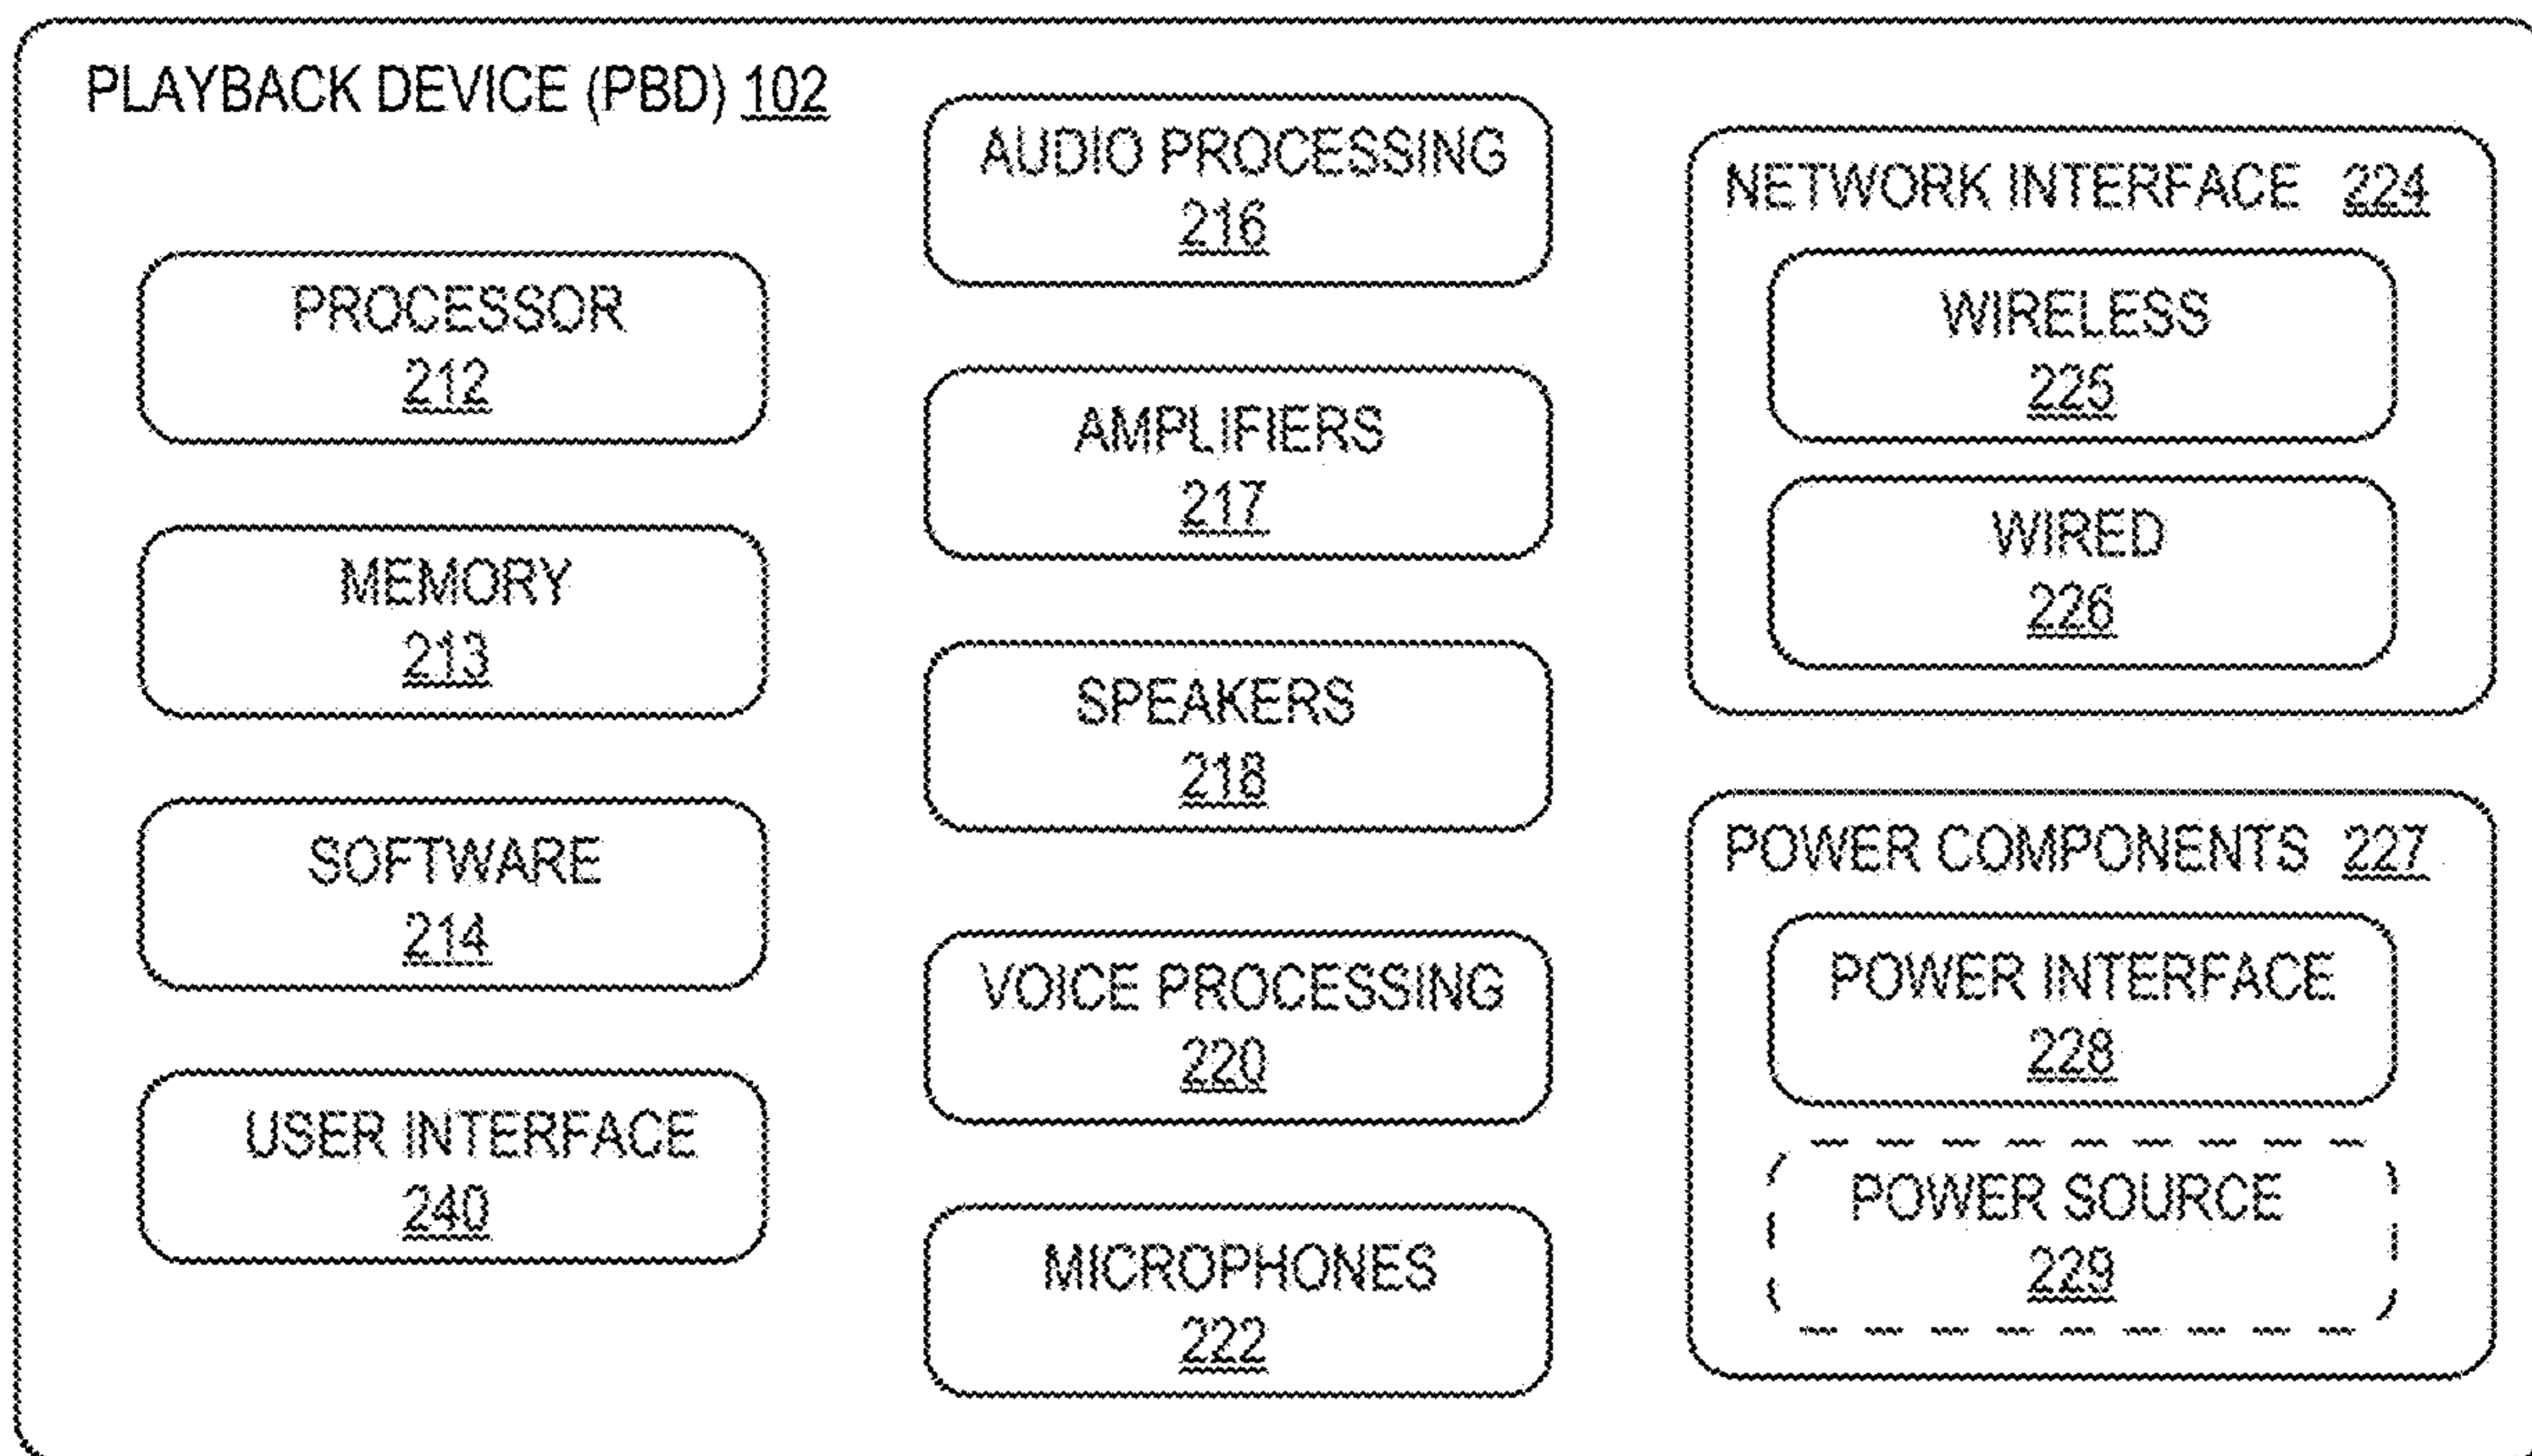 PLAYBACK DEVICE (PBD) 102
PROCESSOR
212
MEMORY
213
SOFTWARE
214
USER INTERFACE
240
AUDIO PROCESSING
216
AMPLIFIERS
217
SPEAKERS
218
VOICE PROCESSING
220
MICROPHONES
222
NETWORK INTERFACE 224
WIRELESS
225
WIRED
226
POWER COMPONENTS 227
POWER INTERFACE
228
POWER SOURCE
229